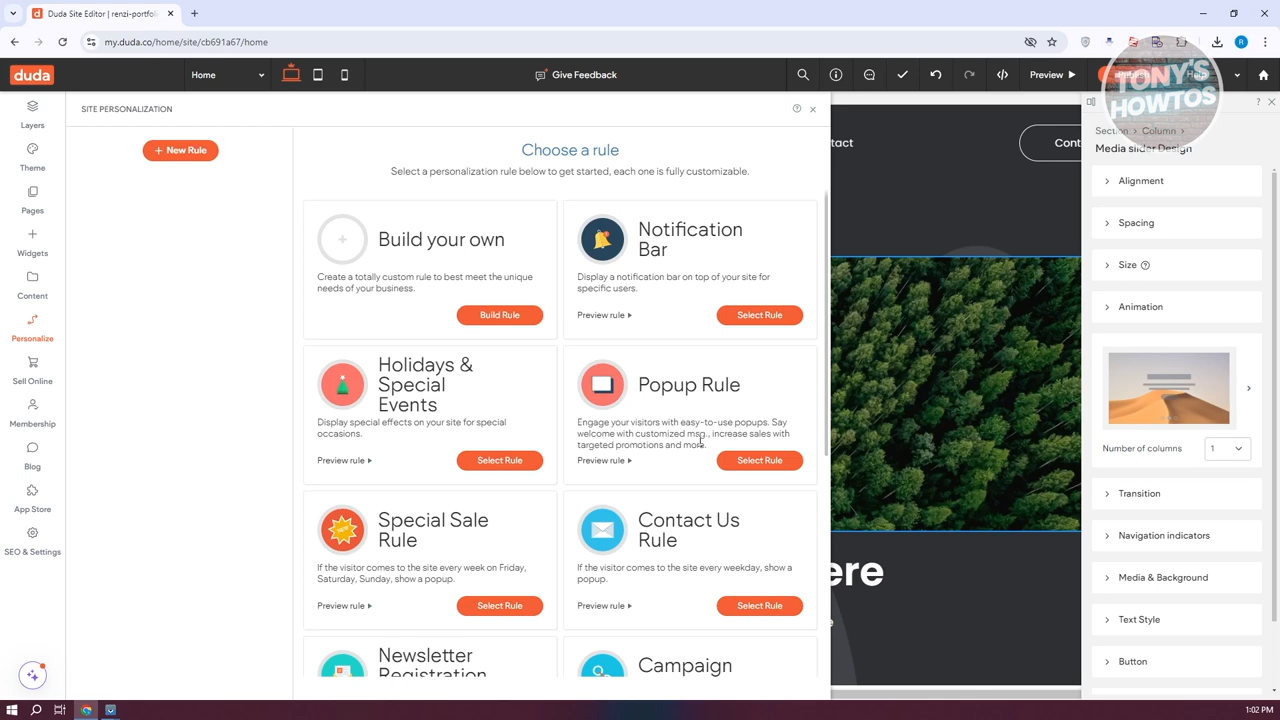 Duda Site Editor | renzi-portfoli
my.duda.co/home/site/cb691a67/home
R
duda
Home
Give Feedback
Preview
TONY'S
HOWTOS
Layers
Theme
Pages
Widgets
Content
Personalize
Sell Online
Membership
Blog
App Store
SEO & Settings
SITE PERSONALIZATION
+ New Rule
Choose a rule
Select a personalization rule below to get started, each one is fully customizable.
Build your own
Create a totally custom rule to best meet the unique
needs of your business.
Build Rule
Notification
Bar
Display a notification bar on top of your site for
specific users.
Preview rule
Select Rule
Holidays &
Special
Events
Display special effects on your site for special
occasions.
Preview rule
Select Rule
Popup Rule
Engage your visitors with easy-to-use popups. Say
welcome with customized msg., increase sales with
targeted promotions and more.
Preview rule
Select Rule
Special Sale
Rule
NEW
If the visitor comes to the site every week on Friday,
Saturday, Sunday, show a popup.
Preview rule
Select Rule
Contact Us
Rule
If the visitor comes to the site every weekday, show a
popup.
Preview rule
Select Rule
Newsletter
Registration
Campaign
tact
Cont
ere
Section > Column >
Media slider Design
Alignment
Spacing
Size
Animation
Number of columns
1
Transition
Navigation indicators
Media & Background
Text Style
Button
1:02 PM